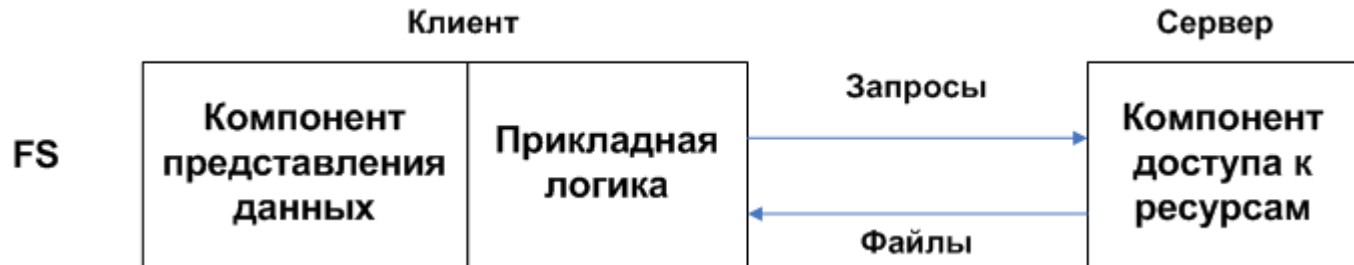 Клиент
Сервер
FS
Компонент
представления
данных
Прикладная
логика
Запросы
Файлы
Компонент
доступа к
ресурсам